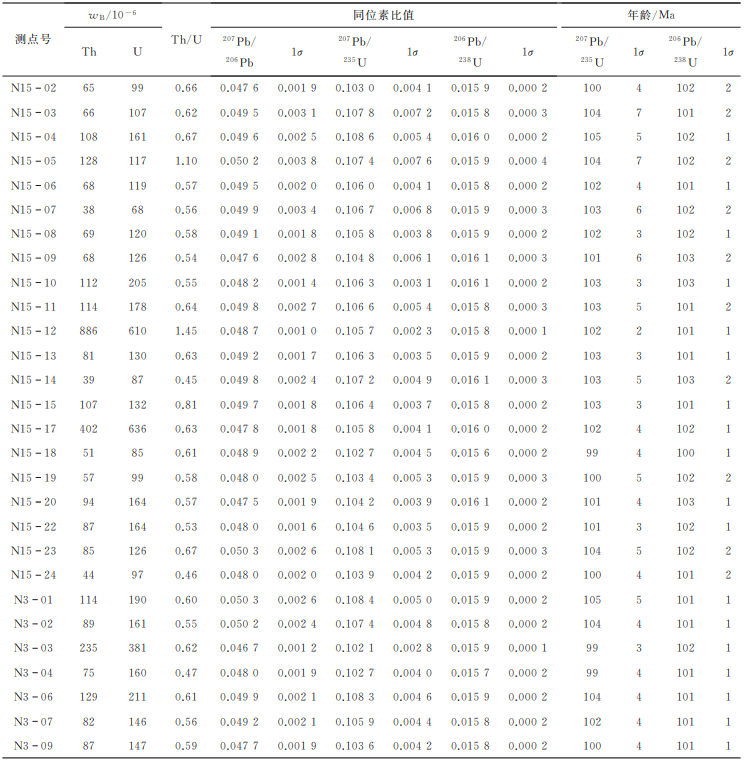 测点号 wB/10−6 Th/U 同位素比值 年龄/Ma
Th U 207Pb/206Pb 1σ 207Pb/235U 1σ 206Pb/238U 1σ 207Pb/235U 1σ 206Pb/238U 1σ
N15-02 65 99 0.66 0.047 6 0.001 9 0.103 0 0.004 1 0.015 9 0.000 2 100 4 102 2
N15-03 66 107 0.62 0.049 5 0.003 1 0.107 8 0.007 2 0.015 8 0.000 3 104 7 101 2
N15-04 108 161 0.67 0.049 6 0.002 5 0.108 6 0.005 4 0.016 0 0.000 2 105 5 102 1
N15-05 128 117 1.10 0.050 2 0.003 8 0.107 4 0.007 6 0.015 9 0.000 4 104 7 102 2
N15-06 68 119 0.57 0.049 5 0.002 0 0.106 0 0.004 1 0.015 8 0.000 2 102 4 101 1
N15-07 38 68 0.56 0.049 9 0.003 4 0.106 7 0.006 8 0.015 9 0.000 3 103 6 102 2
N15-08 69 120 0.58 0.049 1 0.001 8 0.105 8 0.003 8 0.015 9 0.000 2 102 3 102 1
N15-09 68 126 0.54 0.047 6 0.002 8 0.104 8 0.006 1 0.016 1 0.000 3 101 6 103 2
N15-10 112 205 0.55 0.048 2 0.001 4 0.106 3 0.003 1 0.016 1 0.000 2 103 3 103 1
N15-11 114 178 0.64 0.049 8 0.002 7 0.106 6 0.005 4 0.015 8 0.000 3 103 5 101 2
N15-12 886 610 1.45 0.048 7 0.001 0 0.105 7 0.002 3 0.015 8 0.000 1 102 2 101 1
N15-13 81 130 0.63 0.049 2 0.001 7 0.106 3 0.003 5 0.015 9 0.000 2 103 3 101 1
N15-14 39 87 0.45 0.049 8 0.002 4 0.107 2 0.004 9 0.016 1 0.000 3 103 5 103 2
N15-15 107 132 0.81 0.049 7 0.001 8 0.106 4 0.003 7 0.015 8 0.000 2 103 3 101 1
N15-17 402 636 0.63 0.047 8 0.001 8 0.105 8 0.004 1 0.016 0 0.000 2 102 4 102 1
N15-18 51 85 0.61 0.048 9 0.002 2 0.102 7 0.004 5 0.015 6 0.000 2 99 4 100 1
N15-19 57 99 0.58 0.048 0 0.002 5 0.103 4 0.005 3 0.015 9 0.000 3 100 5 102 2
N15-20 94 164 0.57 0.047 5 0.001 9 0.104 2 0.003 9 0.016 1 0.000 2 101 4 103 1
N15-22 87 164 0.53 0.048 0 0.001 6 0.104 6 0.003 5 0.015 9 0.000 2 101 3 102 1
N15-23 85 126 0.67 0.050 3 0.002 6 0.108 1 0.005 3 0.015 9 0.000 3 104 5 102 2
N15-24 44 97 0.46 0.048 0 0.002 0 0.103 9 0.004 2 0.015 9 0.000 2 100 4 101 2
N3-01 114 190 0.60 0.050 3 0.002 6 0.108 4 0.005 0 0.015 9 0.000 2 105 5 101 1
N3-02 89 161 0.55 0.050 2 0.002 4 0.107 4 0.004 8 0.015 8 0.000 2 104 4 101 1
N3-03 235 381 0.62 0.046 7 0.001 2 0.102 1 0.002 8 0.015 9 0.000 1 99 3 102 1
N3-04 75 160 0.47 0.048 0 0.001 9 0.102 7 0.004 0 0.015 7 0.000 2 99 4 101 1
N3-06 129 211 0.61 0.049 9 0.002 1 0.108 3 0.004 6 0.015 9 0.000 2 104 4 101 1
N3-07 82 146 0.56 0.049 2 0.002 1 0.105 9 0.004 4 0.015 8 0.000 2 102 4 101 1
N3-09 87 147 0.59 0.047 7 0.001 9 0.103 6 0.004 2 0.015 8 0.000 2 100 4 101 1